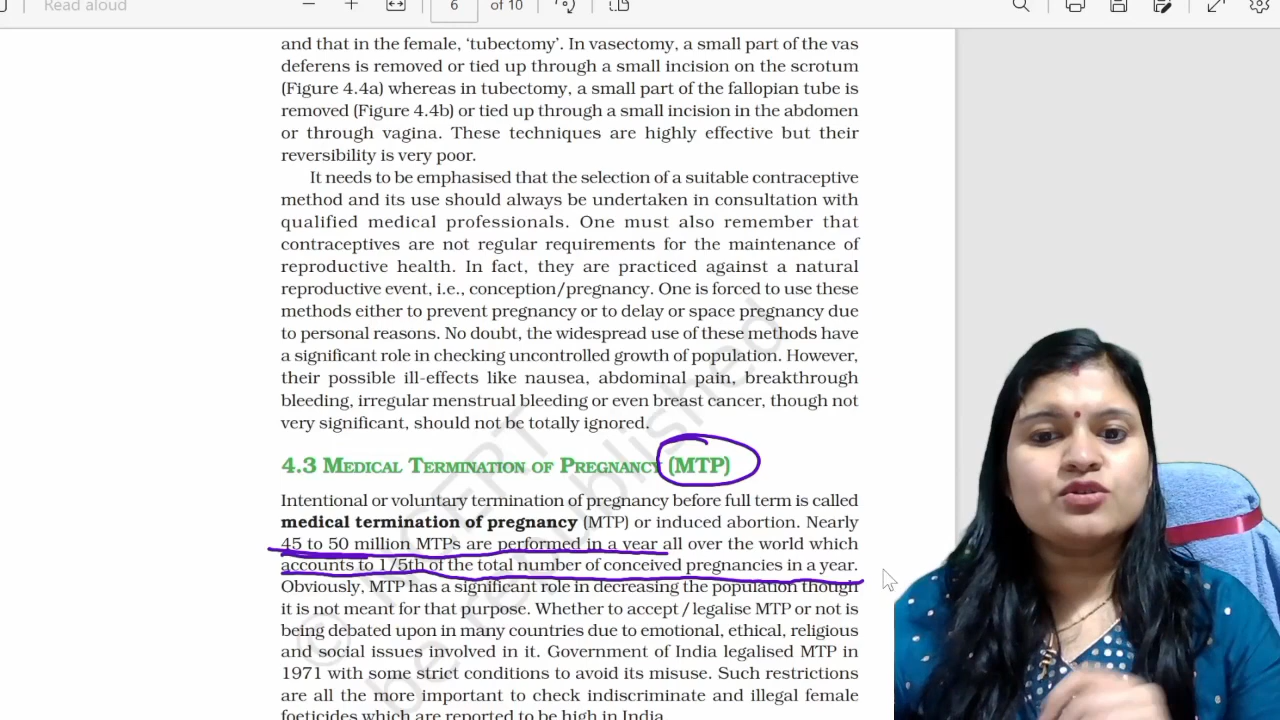 Read aloud
6
of 10
and that in the female, ‘tubectomy’. In vasectomy, a small part of the vas
deferens is removed or tied up through a small incision on the scrotum
(Figure 4.4a) whereas in tubectomy, a small part of the fallopian tube is
removed (Figure 4.4b) or tied up through a small incision in the abdomen
or through vagina. These techniques are highly effective but their
reversibility is very poor.
It needs to be emphasised that the selection of a suitable contraceptive
method and its use should always be undertaken in consultation with
qualified medical professionals. One must also remember that
contraceptives are not regular requirements for the maintenance of
reproductive health. In fact, they are practiced against a natural
reproductive event, i.e., conception/pregnancy. One is forced to use these
methods either to prevent pregnancy or to delay or space pregnancy due
to personal reasons. No doubt, the widespread use of these methods have
a significant role in checking uncontrolled growth of population. However,
their possible ill-effects like nausea, abdominal pain, breakthrough
bleeding, irregular menstrual bleeding or even breast cancer, though not
very significant, should not be totally ignored.
4.3 Medical Termination of Pregnancy (MTP)
Intentional or voluntary termination of pregnancy before full term is called
medical termination of pregnancy (MTP) or induced abortion. Nearly
45 to 50 million MTPs are performed in a year all over the world which
accounts to 1/5th of the total number of conceived pregnancies in a year.
Obviously, MTP has a significant role in decreasing the population though
it is not meant for that purpose. Whether to accept / legalise MTP or not is
being debated upon in many countries due to emotional, ethical, religious
and social issues involved in it. Government of India legalised MTP in
1971 with some strict conditions to avoid its misuse. Such restrictions
are all the more important to check indiscriminate and illegal female
foeticides which are reported to be high in India.
© NCERT
be republished